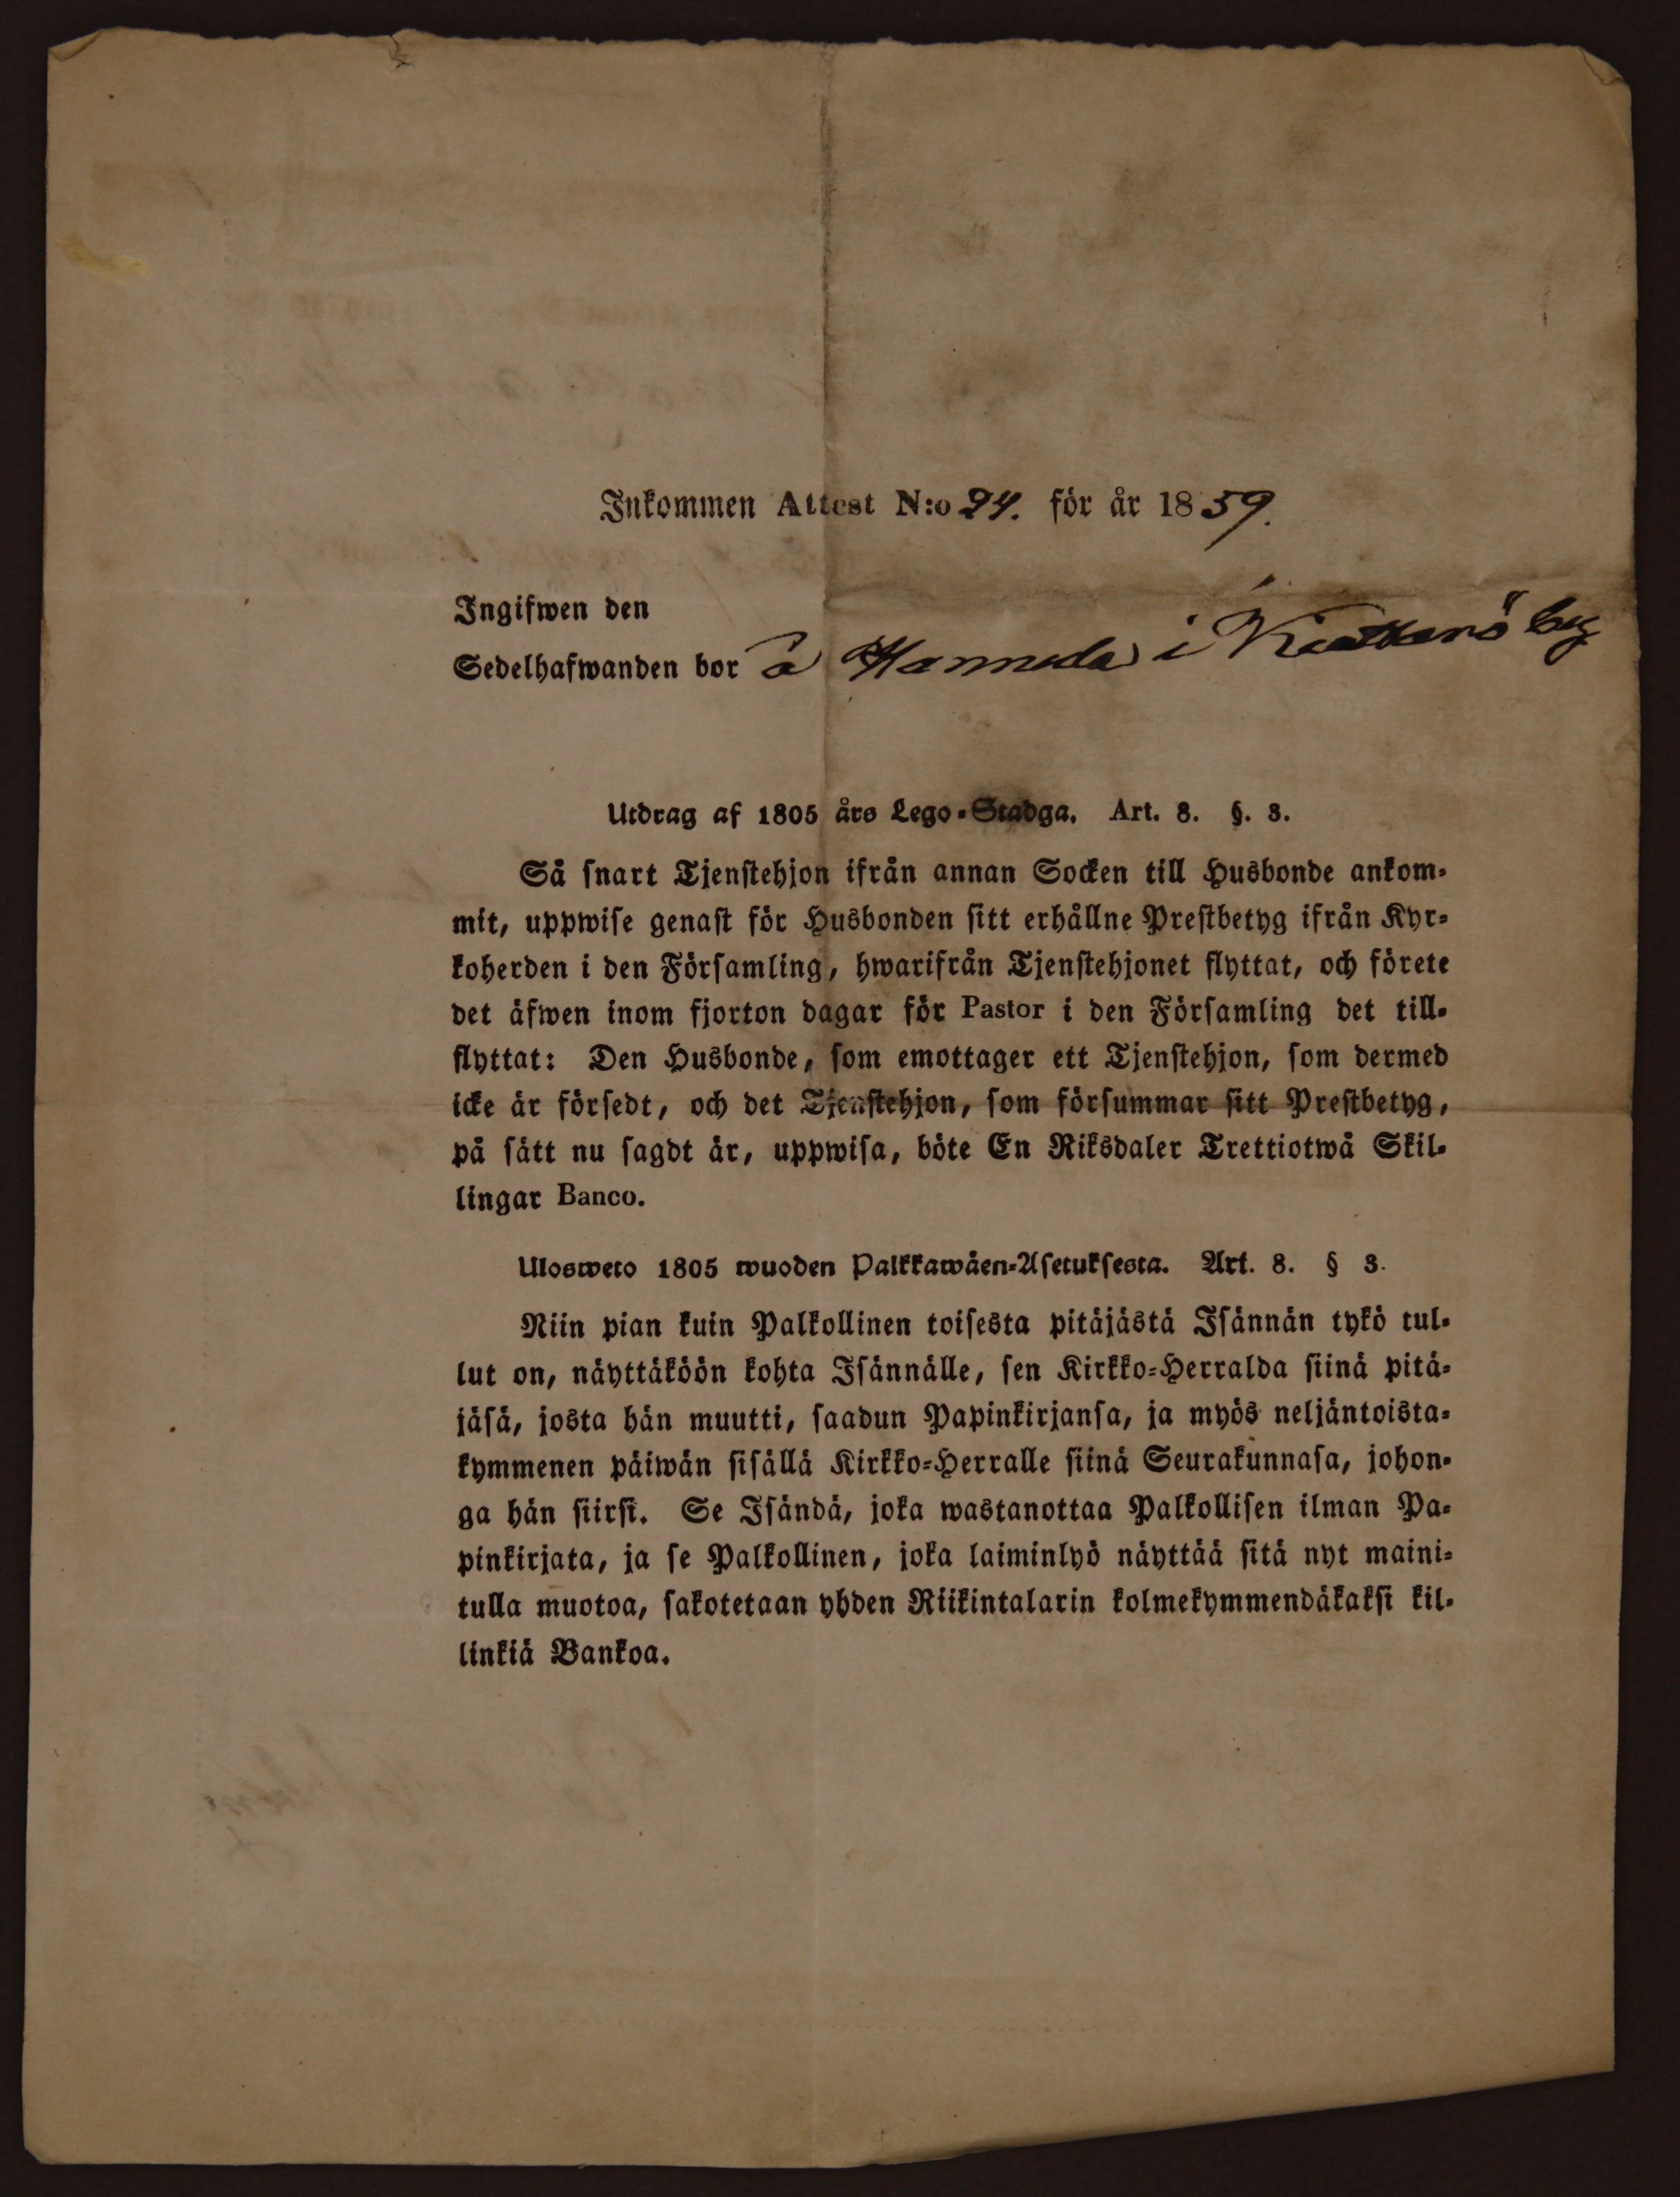 Inkommen Attest N:o 24. för år 1859.
Ingifwen den
Sedelhafwanden bor å Hannula i by
Utdrag af 1805 års Lego-Stadga. Art. 8. §. 3.
Så snart Tjenstehjon ifrån annan Socken till Husbonde ankom-
mit, uppwise genast för Husbonden sitt erhållne Prestbetyg ifrån Kyr-
koherden i den Församling, hwarifrån Tjenstehjonet flyttat, och förete
det äfwen inom fjorton dagar för Pastor i den Församling det till-
flyttat: Den Husbonde, som emottager ett Tjenstehjon, som dermed
icke är försedt, och det Tjenstehjon, som försummar sitt Prestbetyg,
på sätt nu sagdt är, uppwisa, böte En Riksdaler Trettiotwå Skil-
lingar Banco.
Ulosweto 1805 wuoden Palkkawäen-Asetuksesta. Art. 8. § 3.
Niin pian kuin Palkollinen toisesta pitäjästä Isännän tykö tul-
lut on, näyttäköön kohta Isännälle, sen Kirkko-Herralda siinä pitä-
jäsä, josta hän muutti, saadun Papinkirjansa, ja myös neljäntoista-
kymmenen päiwän sisällä Kirkko-Herralle siinä Seurakunnasa, johon-
ga hän siirsi. Se Isändä, joka wastanottaa Palkollisen ilman Pa-
pinkirjata, ja se Palkollinen, joka laiminlyö näyttää sitä nyt maini-
tulla muotoa, sakotetaan yhden Riikintalarin kolmekymmendäkaksi kil-
linkiä Bankoa.